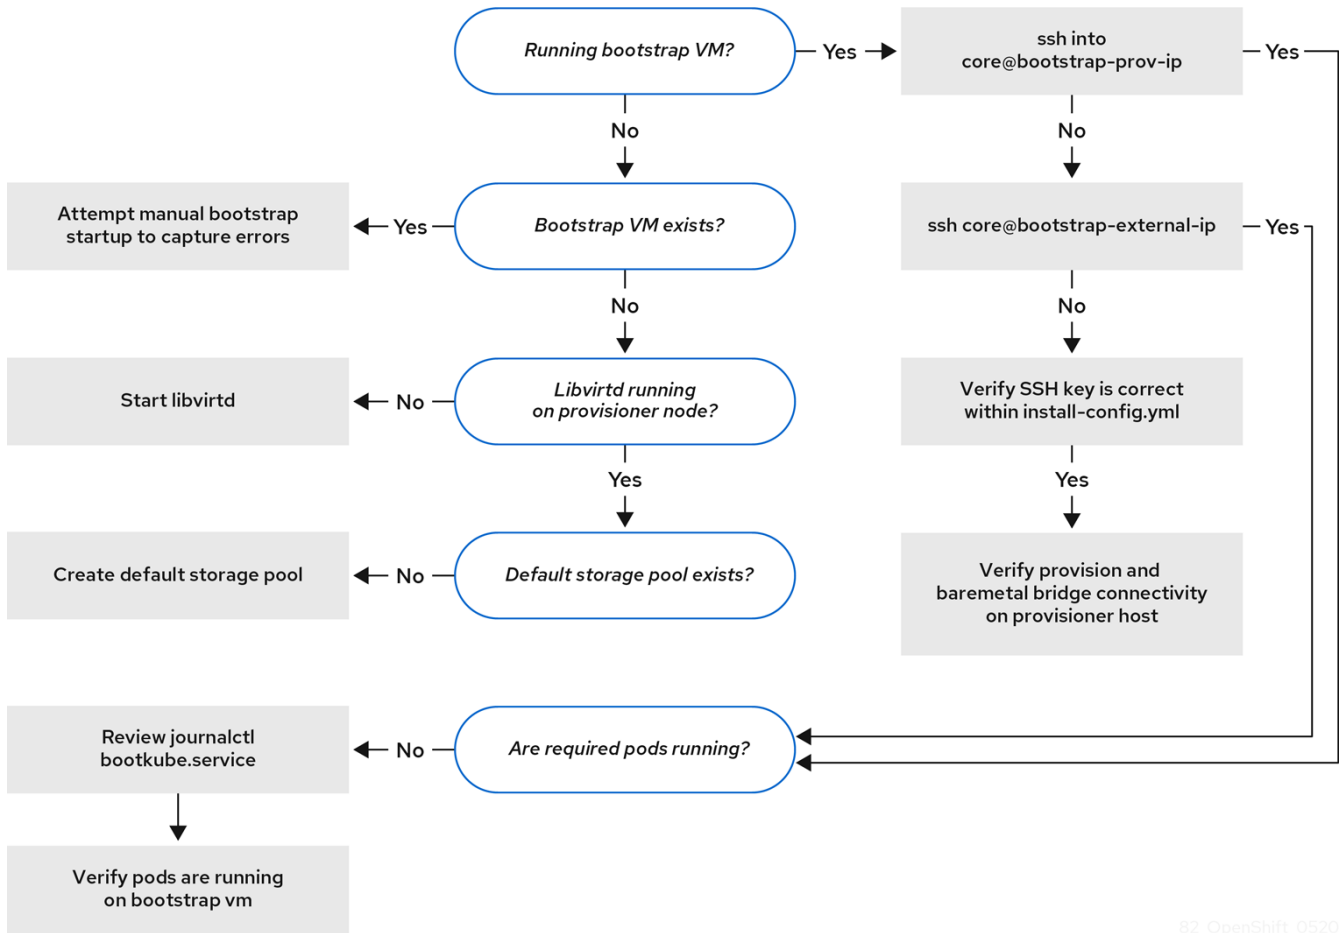 Running bootstrap VM?
Yes
ssh into
core@bootstrap-prov-ip
Yes
No
No
Attempt manual bootstrap
startup to capture errors
Yes
Bootstrap VM exists?
ssh core@bootstrap-external-ip
Yes
No
No
Start libvirtd
No
Libvirtd running
on provisioner node?
Verify SSH key is correct
within install-config.yml
Yes
Yes
Create default storage pool
No
Default storage pool exists?
Verify provision and
baremetal bridge connectivity
on provisioner host
Review journalctl
bootkube.service
No
Are required pods running?
Verify pods are running
on bootstrap vm
82_OpenShift_0520